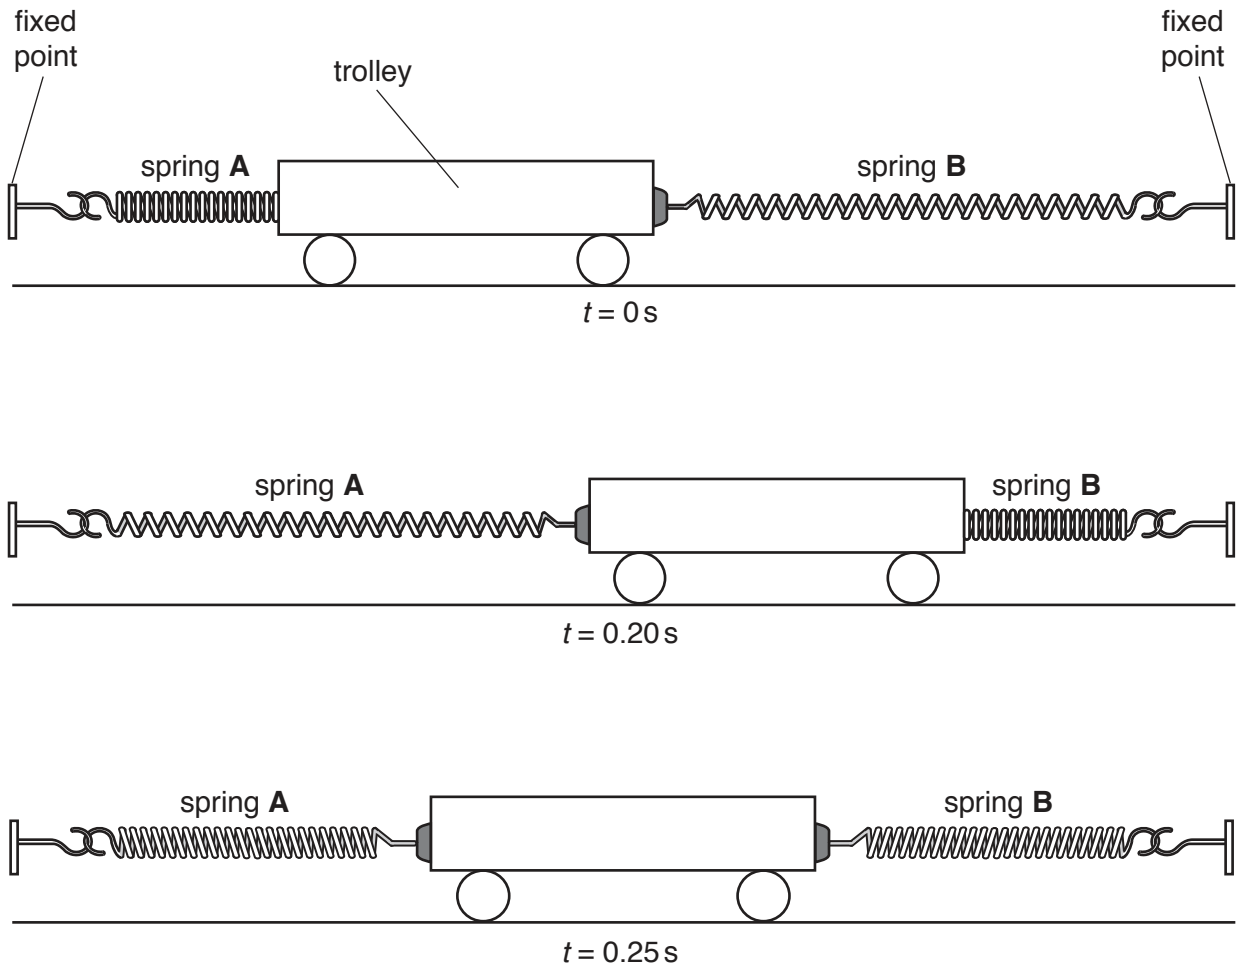 fixed
point
trolley
fixed
point
spring A
spring B
t = 0 s
spring A
spring B
t = 0.20 s
spring A
spring B
t = 0.25 s